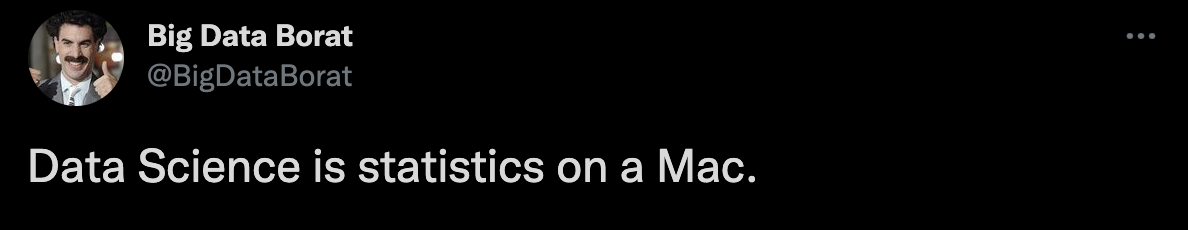 Big Data Borat
@BigDataBorat
Data Science is statistics on a Mac.